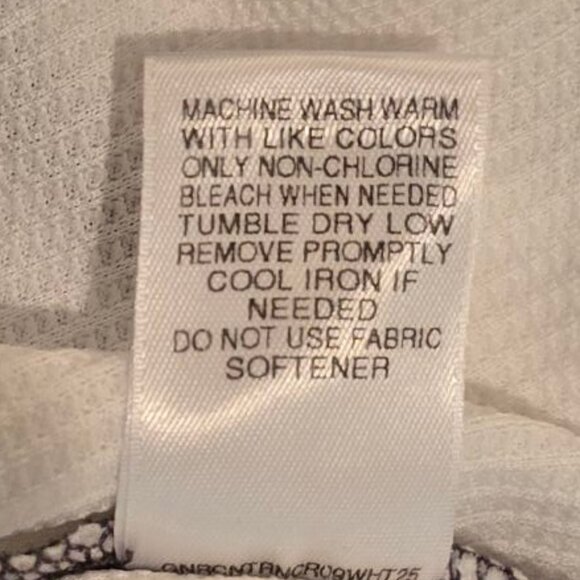 MACHINE WASH WARM
WITH LIKE COLORS
ONLY NON-CHLORINE
BLEACH WHEN NEEDED
TUMBLE DRY LOW
REMOVE PROMPTLY
COOL IRON IF
NEEDED
DO NOT USE FABRIC
SOFTENER